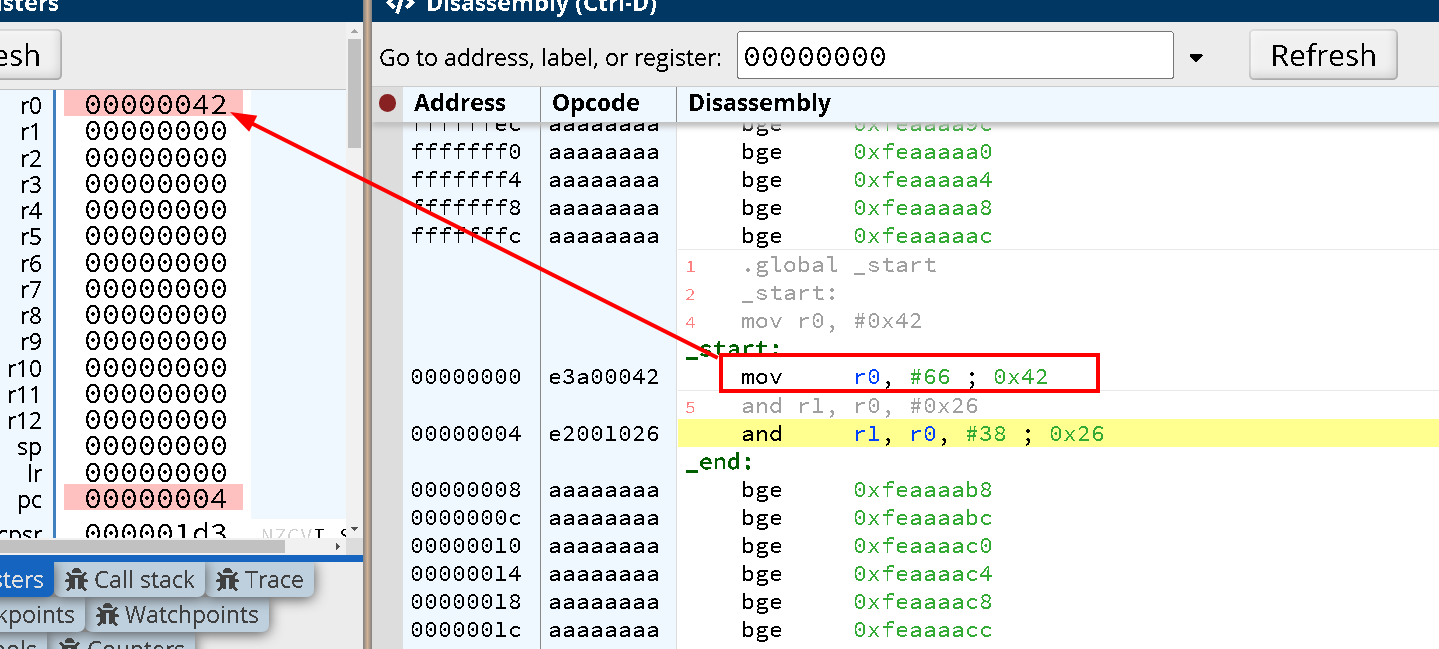 sters
</> Disassembly (Ctrl-D)
esh
Go to address, label, or register: 00000000 Refresh
r0 00000042
r1 00000000
r2 00000000
r3 00000000
r4 00000000
r5 00000000
r6 00000000
r7 00000000
r8 00000000
r9 00000000
r10 00000000
r11 00000000
r12 00000000
sp 00000000
lr 00000000
pc 00000004
cpsr 000001d3 NZCVI S
Address Opcode Disassembly
ffffffec aaaaaaaa bge 0xfeaaaa9c
fffffff0 aaaaaaaa bge 0xfeaaaaa0
fffffff4 aaaaaaaa bge 0xfeaaaaa4
fffffff8 aaaaaaaa bge 0xfeaaaaa8
fffffffc aaaaaaaa bge 0xfeaaaaac
1 .global _start
2 _start:
4 mov r0, #0x42
_start:
00000000 e3a00042 mov r0, #66 ; 0x42
5 and r1, r0, #0x26
00000004 e2001026 and r1, r0, #38 ; 0x26
_end:
00000008 aaaaaaaa bge 0xfeaaaab8
0000000c aaaaaaaa bge 0xfeaaaabc
00000010 aaaaaaaa bge 0xfeaaaac0
00000014 aaaaaaaa bge 0xfeaaaac4
00000018 aaaaaaaa bge 0xfeaaaac8
0000001c aaaaaaaa bge 0xfeaaaacc
sters Call stack Trace
kpoints Watchpoints
ools Counters